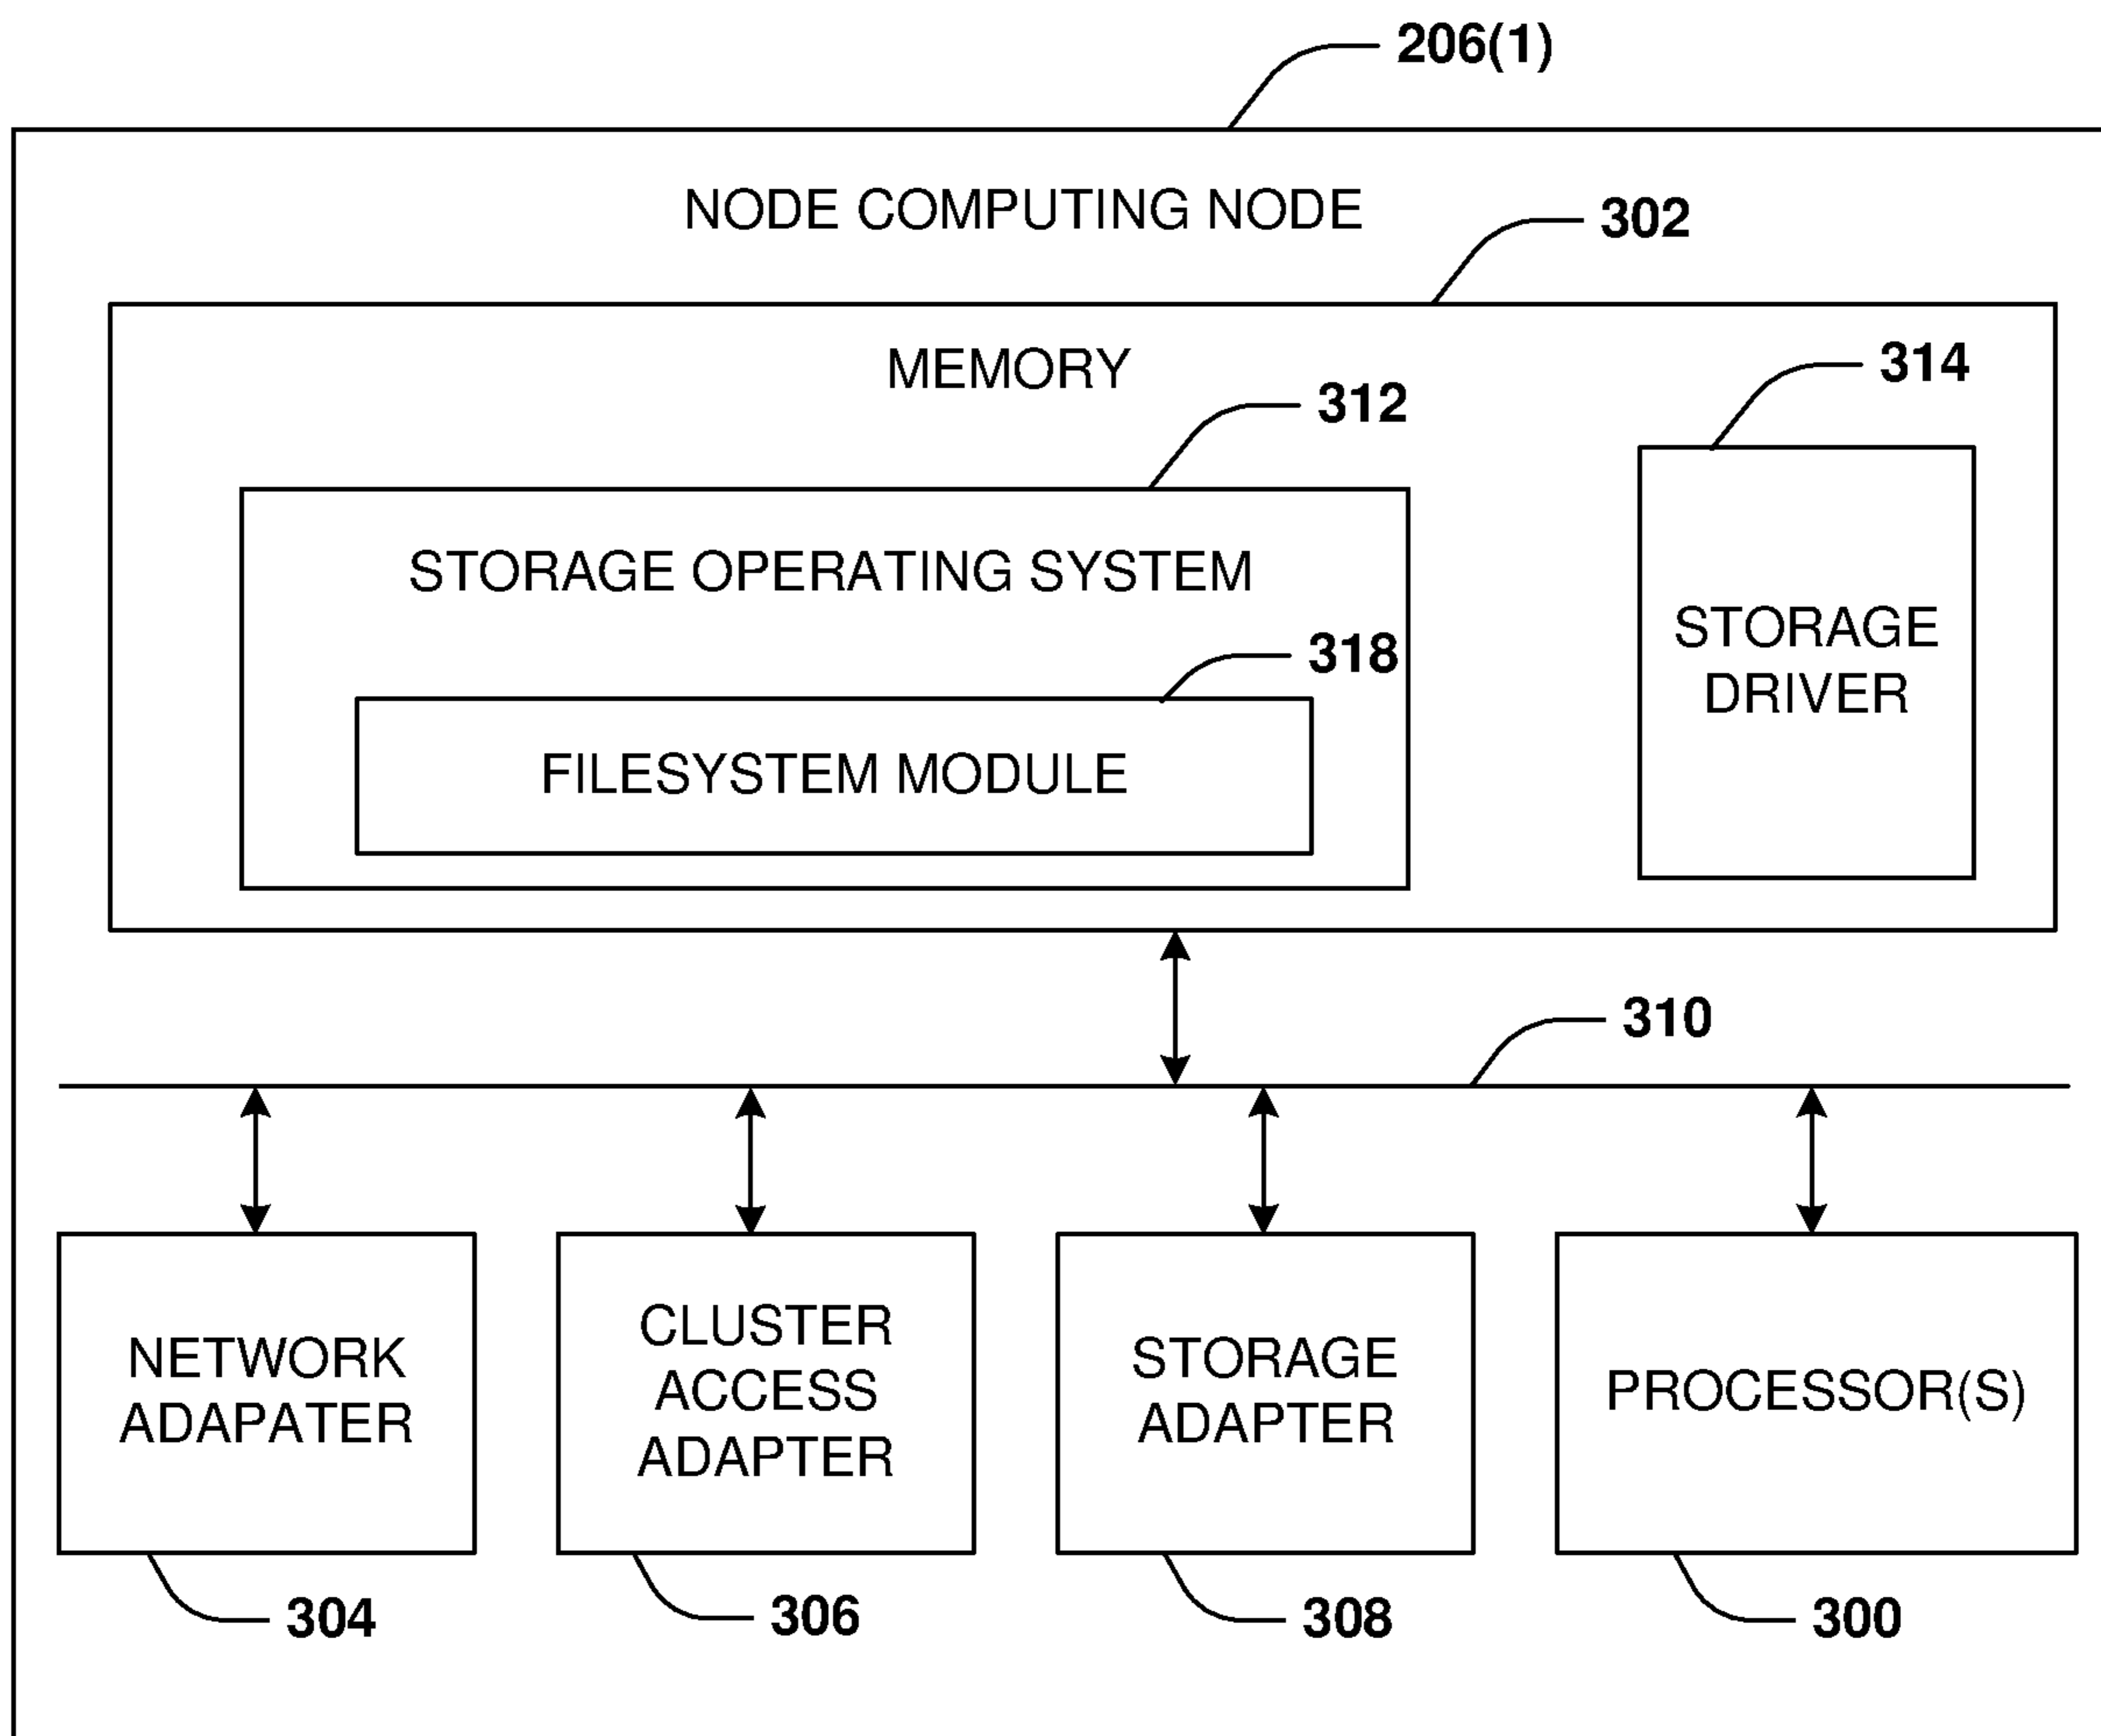 206(1)
NODE COMPUTING NODE
302
MEMORY
314
312
STORAGE OPERATING SYSTEM
STORAGE
DRIVER
318
FILESYSTEM MODULE
310
NETWORK
ADAPATER
CLUSTER
ACCESS
ADAPTER
STORAGE
ADAPTER
PROCESSOR(S)
304
306
308
300